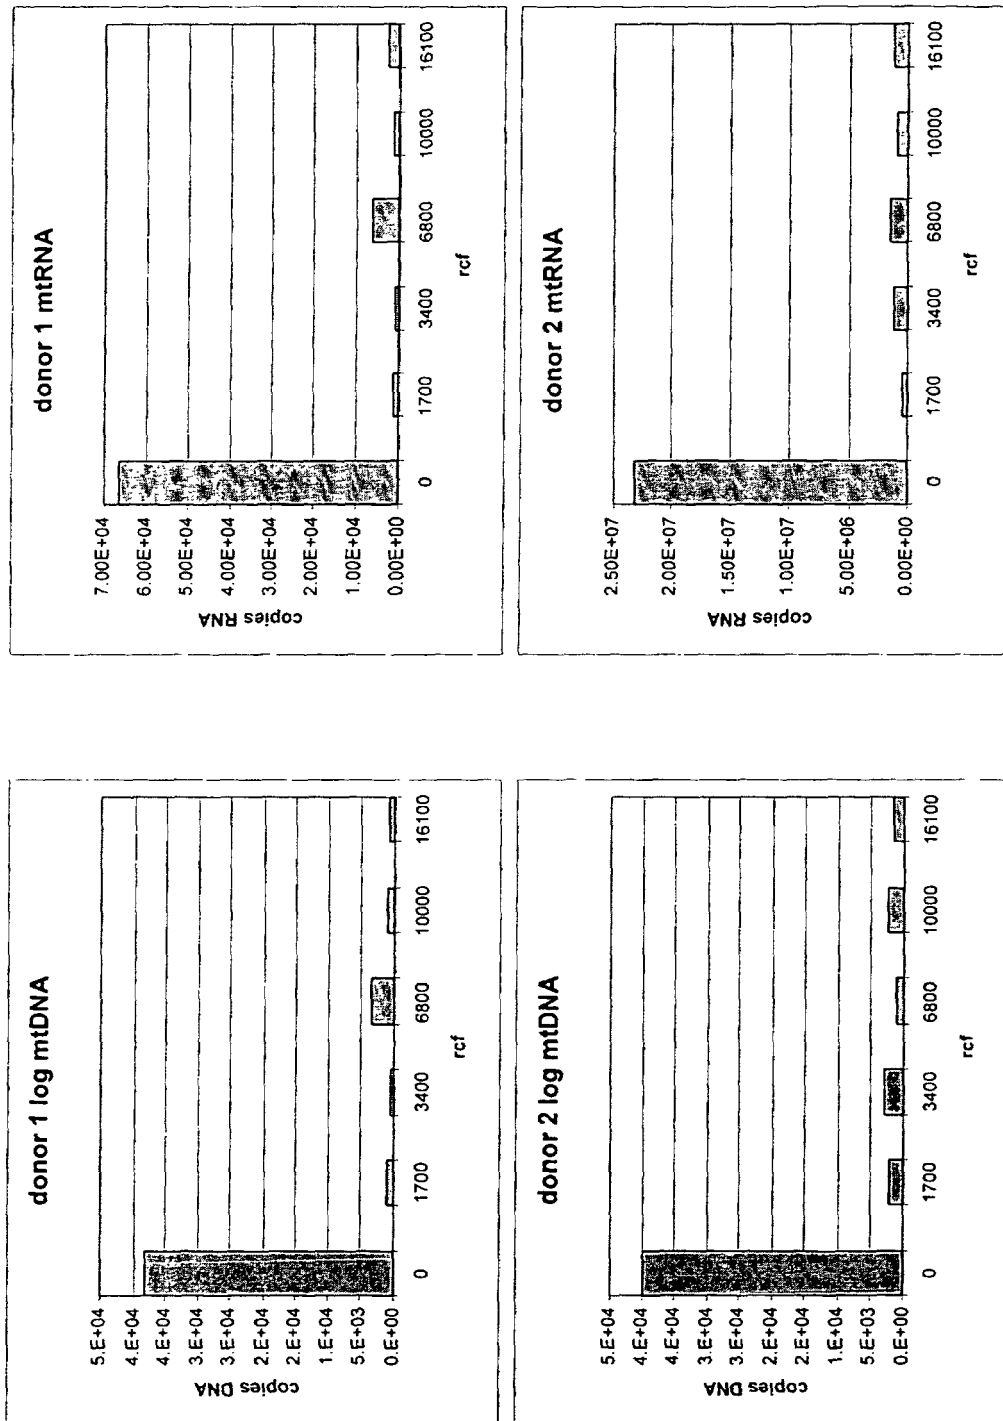 donor 1 log mtDNA
copies DNA
5.E+04
4.E+04
4.E+04
3.E+04
3.E+04
2.E+04
2.E+04
1.E+04
5.E+03
0.E+00
0 1700 3400 6800 10000 16100
rcf
donor 1 mtRNA
copies RNA
7.00E+04
6.00E+04
5.00E+04
4.00E+04
3.00E+04
2.00E+04
1.00E+04
0.00E+00
0 1700 3400 6800 10000 16100
rcf
donor 2 log mtDNA
copies DNA
5.E+04
4.E+04
4.E+04
3.E+04
3.E+04
2.E+04
2.E+04
1.E+04
5.E+03
0.E+00
0 1700 3400 6800 10000 16100
rcf
donor 2 mtRNA
copies RNA
2.50E+07
2.00E+07
1.50E+07
1.00E+07
5.00E+06
0.00E+00
0 1700 3400 6800 10000 16100
rcf